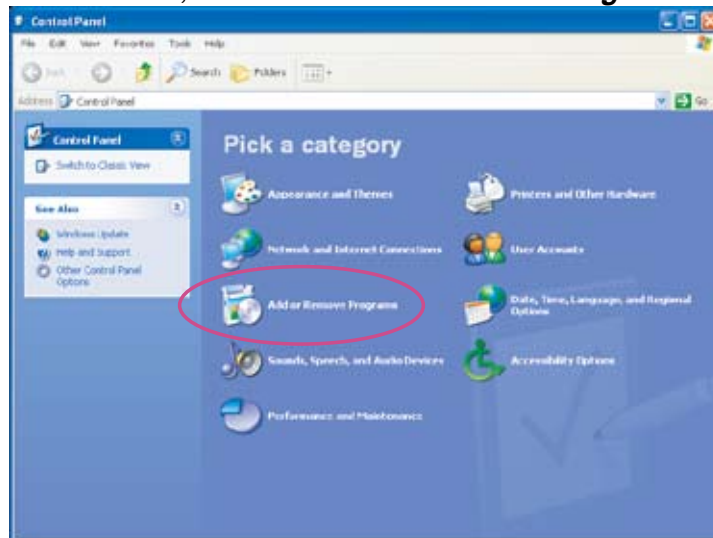 Control Panel
File Edit View Favorites Tools Help
Back Search Folders
Address Control Panel Go
Control Panel
Switch to Classic View
See Also
Windows Update
Help and Support
Other Control Panel
Options
Pick a category
Appearance and Themes
Printers and Other Hardware
Network and Internet Connections
User Accounts
Add or Remove Programs
Date, Time, Language, and Regional
Options
Sounds, Speech, and Audio Devices
Accessibility Options
Performance and Maintenance